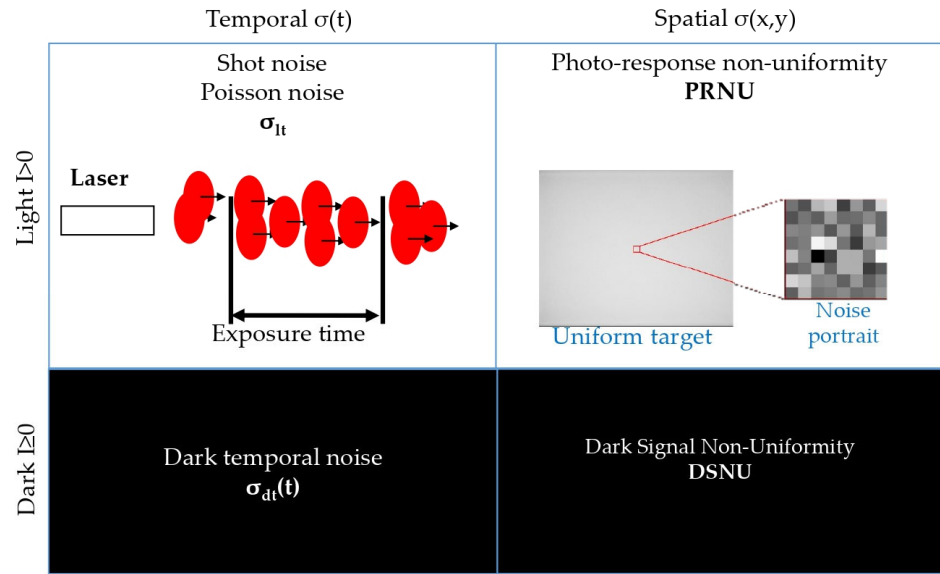 Temporal σ(t)
Spatial σ(x,y)
Light I>0
Shot noise
Poisson noise
σlt
Laser
Exposure time
Photo-response non-uniformity
PRNU
Uniform target
Noise
portrait
Dark I≥0
Dark temporal noise
σdt(t)
Dark Signal Non-Uniformity
DSNU